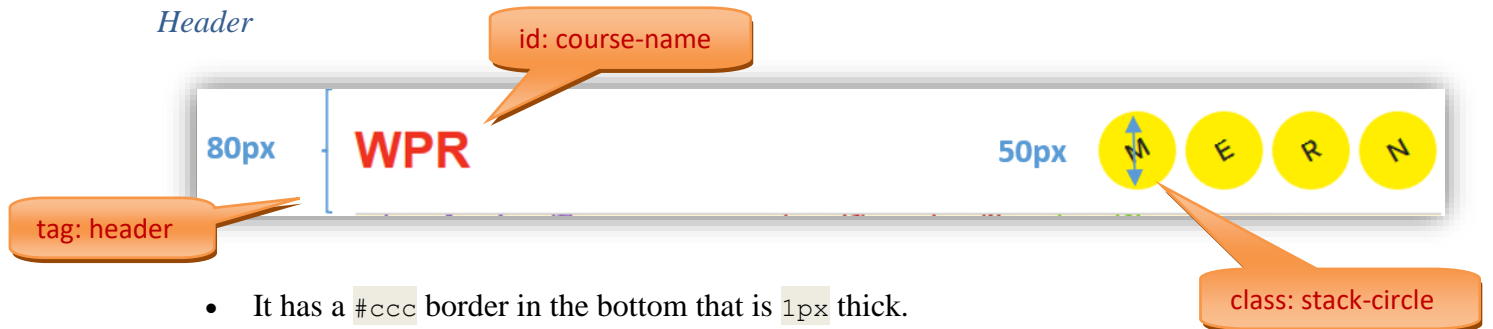 Header
id: course-name
80px
WPR
50px
M
E
R
N
tag: header
class: stack-circle
• It has a #ccc border in the bottom that is 1px thick.